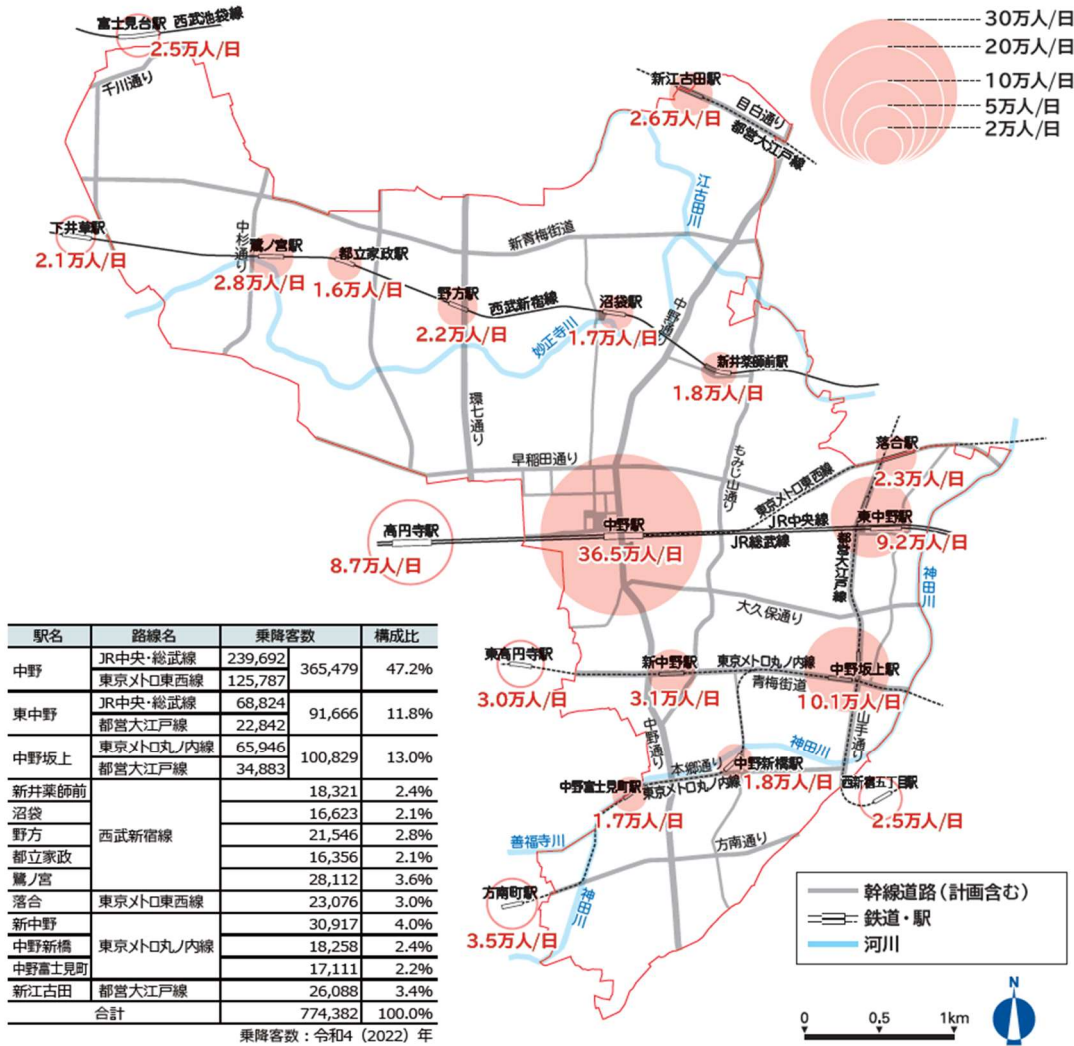 富士見台駅 西武池袋線
2.5万人/日
千川通り
30万人/日
20万人/日
10万人/日
5万人/日
2万人/日
新江古田駅
2.6万人/日
目白通り
都営大江戸線
江古田川
下井草駅
2.1万人/日
中杉通り
鷺ノ宮駅
2.8万人/日
都立家政駅
1.6万人/日
新青梅街道
野方駅
2.2万人/日
西武新宿線
妙正寺川
沼袋駅
1.7万人/日
中野通り
新井薬師前駅
1.8万人/日
環七通り
早稲田通り
もみじ山通り
東京メトロ東西線
落合駅
2.3万人/日
高円寺駅
8.7万人/日
中野駅
36.5万人/日
JR中央線
JR総武線
東中野駅
9.2万人/日
都営大江戸線
神田川
大久保通り
東高円寺駅
3.0万人/日
新中野駅
3.1万人/日
東京メトロ丸ノ内線
青梅街道
中野坂上駅
10.1万人/日
山手通り
中野通り
神田川
本郷通り
東京メトロ丸ノ内線
中野新橋駅
1.8万人/日
中野富士見町駅
1.7万人/日
西新宿五丁目駅
2.5万人/日
善福寺川
方南通り
方南町駅
3.5万人/日
神田川
駅名 路線名 乗降客数 構成比
中野 JR中央・総武線 239,692 365,479 47.2%
東京メトロ東西線 125,787
東中野 JR中央・総武線 68,824 91,666 11.8%
都営大江戸線 22,842
中野坂上 東京メトロ丸ノ内線 65,946 100,829 13.0%
都営大江戸線 34,883
新井薬師前 西武新宿線 18,321 2.4%
沼袋 16,623 2.1%
野方 21,546 2.8%
都立家政 16,356 2.1%
鷺ノ宮 28,112 3.6%
落合 東京メトロ東西線 23,076 3.0%
新中野 東京メトロ丸ノ内線 30,917 4.0%
中野新橋 18,258 2.4%
中野富士見町 17,111 2.2%
新江古田 都営大江戸線 26,088 3.4%
合計 774,382 100.0%
乗降客数：令和4（2022）年
幹線道路（計画含む）
鉄道・駅
河川
0 0.5 1km
N